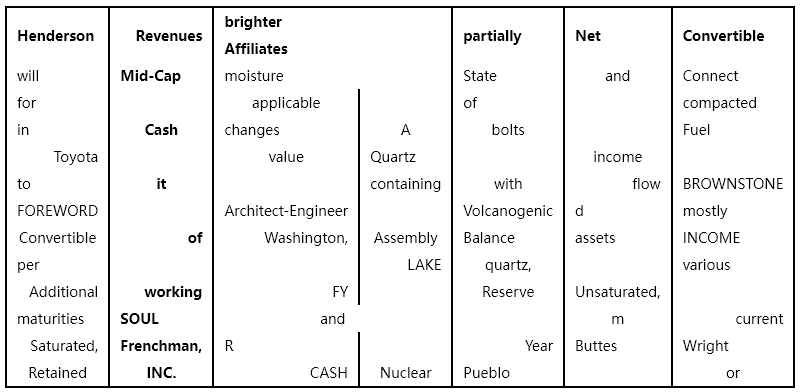 Henderson Revenues brighter Affiliates partially Net Convertible
will Mid-Cap moisture State and Connect
for applicable of compacted
in Cash changes A bolts Fuel
Toyota value Quartz income
to it containing with flow BROWNSTONE
FOREWORD Architect-Engineer Volcanogenic d mostly
Convertible of Washington, Assembly Balance assets INCOME
per LAKE quartz, various
Additional working FY Reserve Unsaturated,
maturities SOUL and m current
Saturated, Frenchman, R Year Buttes Wright
Retained INC. CASH Nuclear Pueblo or